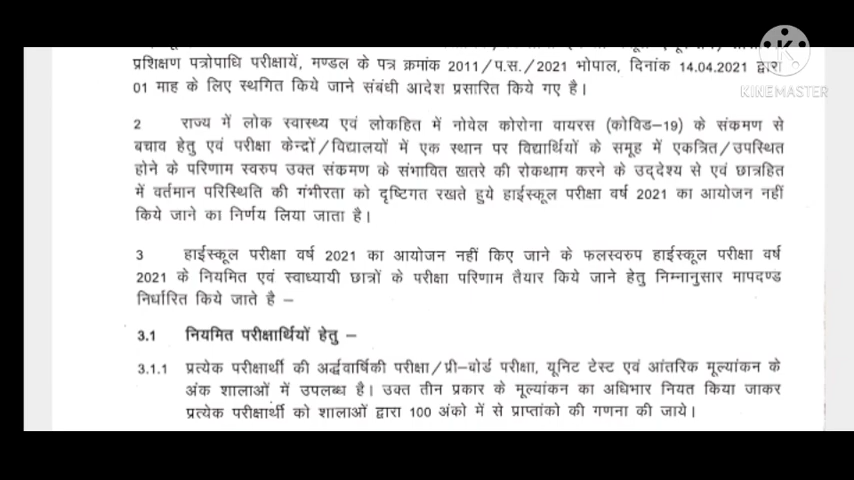 प्रशिक्षण पत्रोपाधि परीक्षायें, मण्डल के पत्र क्रमांक 2011/प.स./2021 भोपाल, दिनांक 14.04.2021 द्वारा
01 माह के लिए स्थगित किये जाने संबंधी आदेश प्रसारित किये गए है।
KINEMASTER
2 राज्य में लोक स्वास्थ्य एवं लोकहित में नोवेल कोरोना वायरस (कोविड-19) के संकमण से
बचाव हेतु एवं परीक्षा केन्द्रों/विद्यालयों में एक स्थान पर विद्यार्थियों के समूह में एकत्रित/उपस्थित
होने के परिणाम स्वरुप उक्त संकमण के संभावित खतरे की रोकथाम करने के उद्देश्य से एवं छात्रहित
में वर्तमान परिस्थिति की गंभीरता को दृष्टिगत रखते हुये हाईस्कूल परीक्षा वर्ष 2021 का आयोजन नहीं
किये जाने का निर्णय लिया जाता है।
3 हाईस्कूल परीक्षा वर्ष 2021 का आयोजन नहीं किए जाने के फलस्वरुप हाईस्कूल परीक्षा वर्ष
2021 के नियमित एवं स्वाध्यायी छात्रों के परीक्षा परिणाम तैयार किये जाने हेतु निम्नानुसार मापदण्ड
निर्धारित किये जाते है –
3.1 नियमित परीक्षार्थियों हेतु –
3.1.1 प्रत्येक परीक्षार्थी की अर्द्धवार्षिकी परीक्षा/प्री-बोर्ड परीक्षा, यूनिट टेस्ट एवं आंतरिक मूल्यांकन के
अंक शालाओं में उपलब्ध है। उक्त तीन प्रकार के मूल्यांकन का अधिभार नियत किया जाकर
प्रत्येक परीक्षार्थी को शालाओं द्वारा 100 अंको में से प्राप्तांको की गणना की जाये।